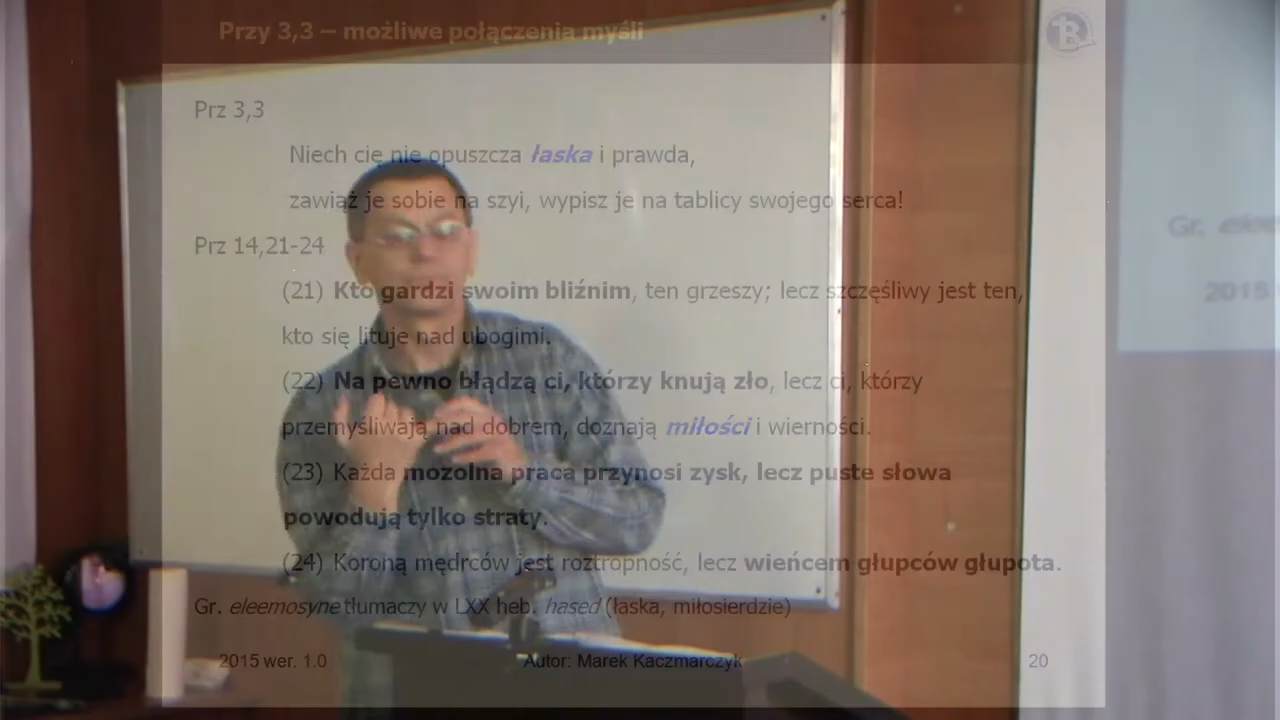 Przy 3,3 – możliwe połączenia myśli
Prz 3,3
Niech cię nie opuszcza łaska i prawda,
zawiąż je sobie na szyi, wypisz je na tablicy swojego serca!
Prz 14,21-24
(21) Kto gardzi swoim bliźnim, ten grzeszy; lecz szczęśliwy jest ten,
kto się lituje nad ubogimi.
(22) Na pewno błądzą ci, którzy knują zło, lecz ci, którzy
przemyśliwają nad dobrem, doznają miłości i wierności.
(23) Każda mozolna praca przynosi zysk, lecz puste słowa
powodują tylko straty.
(24) Koroną mędrców jest roztropność, lecz wieńcem głupców głupota.
Gr. eleemosyne tłumaczy w LXX heb. hased (łaska, miłosierdzie)
2015 wer. 1.0 Autor: Marek Kaczmarczyk 20
Gr. elee
2015